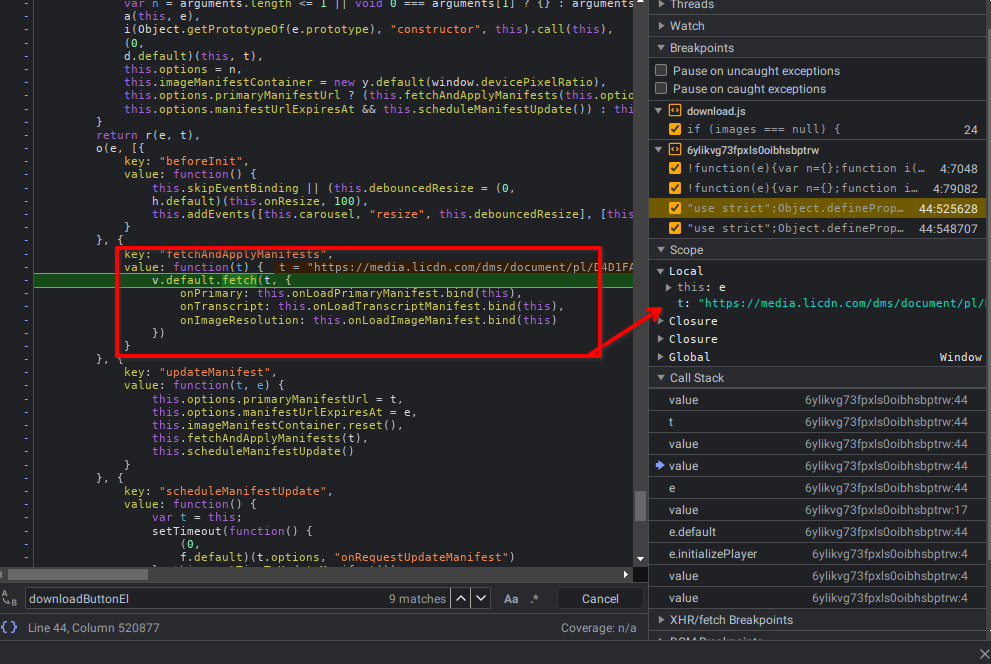 var n = arguments.length <= 1 || void 0 === arguments[1] ? {} : arguments
a(this, e),
i(Object.getPrototypeOf(e.prototype), "constructor", this).call(this),
(0,
d.default)(this, t),
this.options = n,
this.imageManifestContainer = new y.default(window.devicePixelRatio),
this.options.primaryManifestUrl ? (this.fetchAndApplyManifests(this.optio
this.options.manifestUrlExpiresAt && this.scheduleManifestUpdate()) : th
}
return r(e, t),
o(e, [{
key: "beforeInit",
value: function() {
this.skipEventBinding || (this.debouncedResize = (0,
h.default)(this.onResize, 100),
this.addEvents([this.carousel, "resize", this.debouncedResize], [this
}
}, {
key: "fetchAndApplyManifests",
value: function(t) { t = "https://media.licdn.com/dms/document/pl/D4D1FA
v.default.fetch(t, {
onPrimary: this.onLoadPrimaryManifest.bind(this),
onTranscript: this.onLoadTranscriptManifest.bind(this),
onImageResolution: this.onLoadImageManifest.bind(this)
})
}
}, {
key: "updateManifest",
value: function(t, e) {
this.options.primaryManifestUrl = t,
this.options.manifestUrlExpiresAt = e,
this.imageManifestContainer.reset(),
this.fetchAndApplyManifests(t),
this.scheduleManifestUpdate()
}
}, {
key: "scheduleManifestUpdate",
value: function() {
var t = this;
setTimeout(function() {
(0,
f.default)(t.options, "onRequestUpdateManifest")
downloadButtonEl 9 matches Aa .* Cancel
{} Line 44, Column 520877 Coverage: n/a
Threads
Watch
Breakpoints
Pause on uncaught exceptions
Pause on caught exceptions
download.js
if (images === null) { 24
6ylikvg73fpxls0oibhsbptrw
!function(e){var n={};function i(… 4:7048
!function(e){var n={};function i… 4:79082
"use strict";Object.defineProp… 44:525628
"use strict";Object.defineProp… 44:548707
Scope
Local
this: e
t: "https://media.licdn.com/dms/document/pl/
Closure
Closure
Global Window
Call Stack
value 6ylikvg73fpxls0oibhsbptrw:44
t 6ylikvg73fpxls0oibhsbptrw:44
value 6ylikvg73fpxls0oibhsbptrw:44
value 6ylikvg73fpxls0oibhsbptrw:44
e 6ylikvg73fpxls0oibhsbptrw:44
value 6ylikvg73fpxls0oibhsbptrw:17
e.default 6ylikvg73fpxls0oibhsbptrw:44
e.initializePlayer 6ylikvg73fpxls0oibhsbptrw:4
value 6ylikvg73fpxls0oibhsbptrw:4
value 6ylikvg73fpxls0oibhsbptrw:4
XHR/fetch Breakpoints